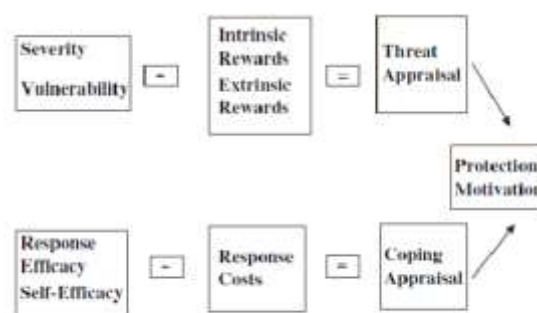 Severity
Vulnerability
-
Intrinsic
Rewards
Extrinsic
Rewards
=
Threat
Appraisal
Protection
Motivation
Response
Efficacy
Self-Efficacy
-
Response
Costs
=
Coping
Appraisal